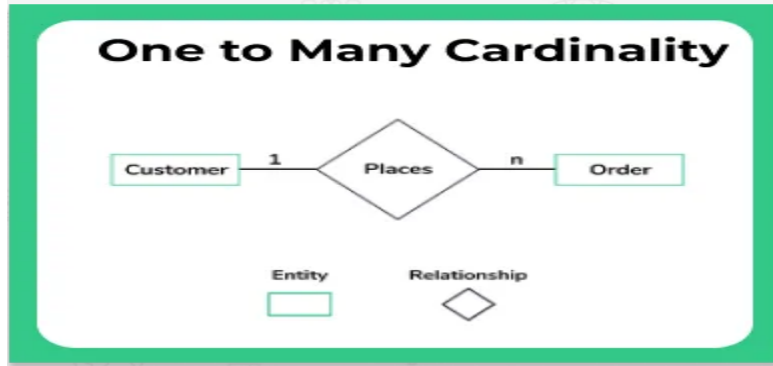 One to Many Cardinality
Customer 1 Places n Order
Entity Relationship